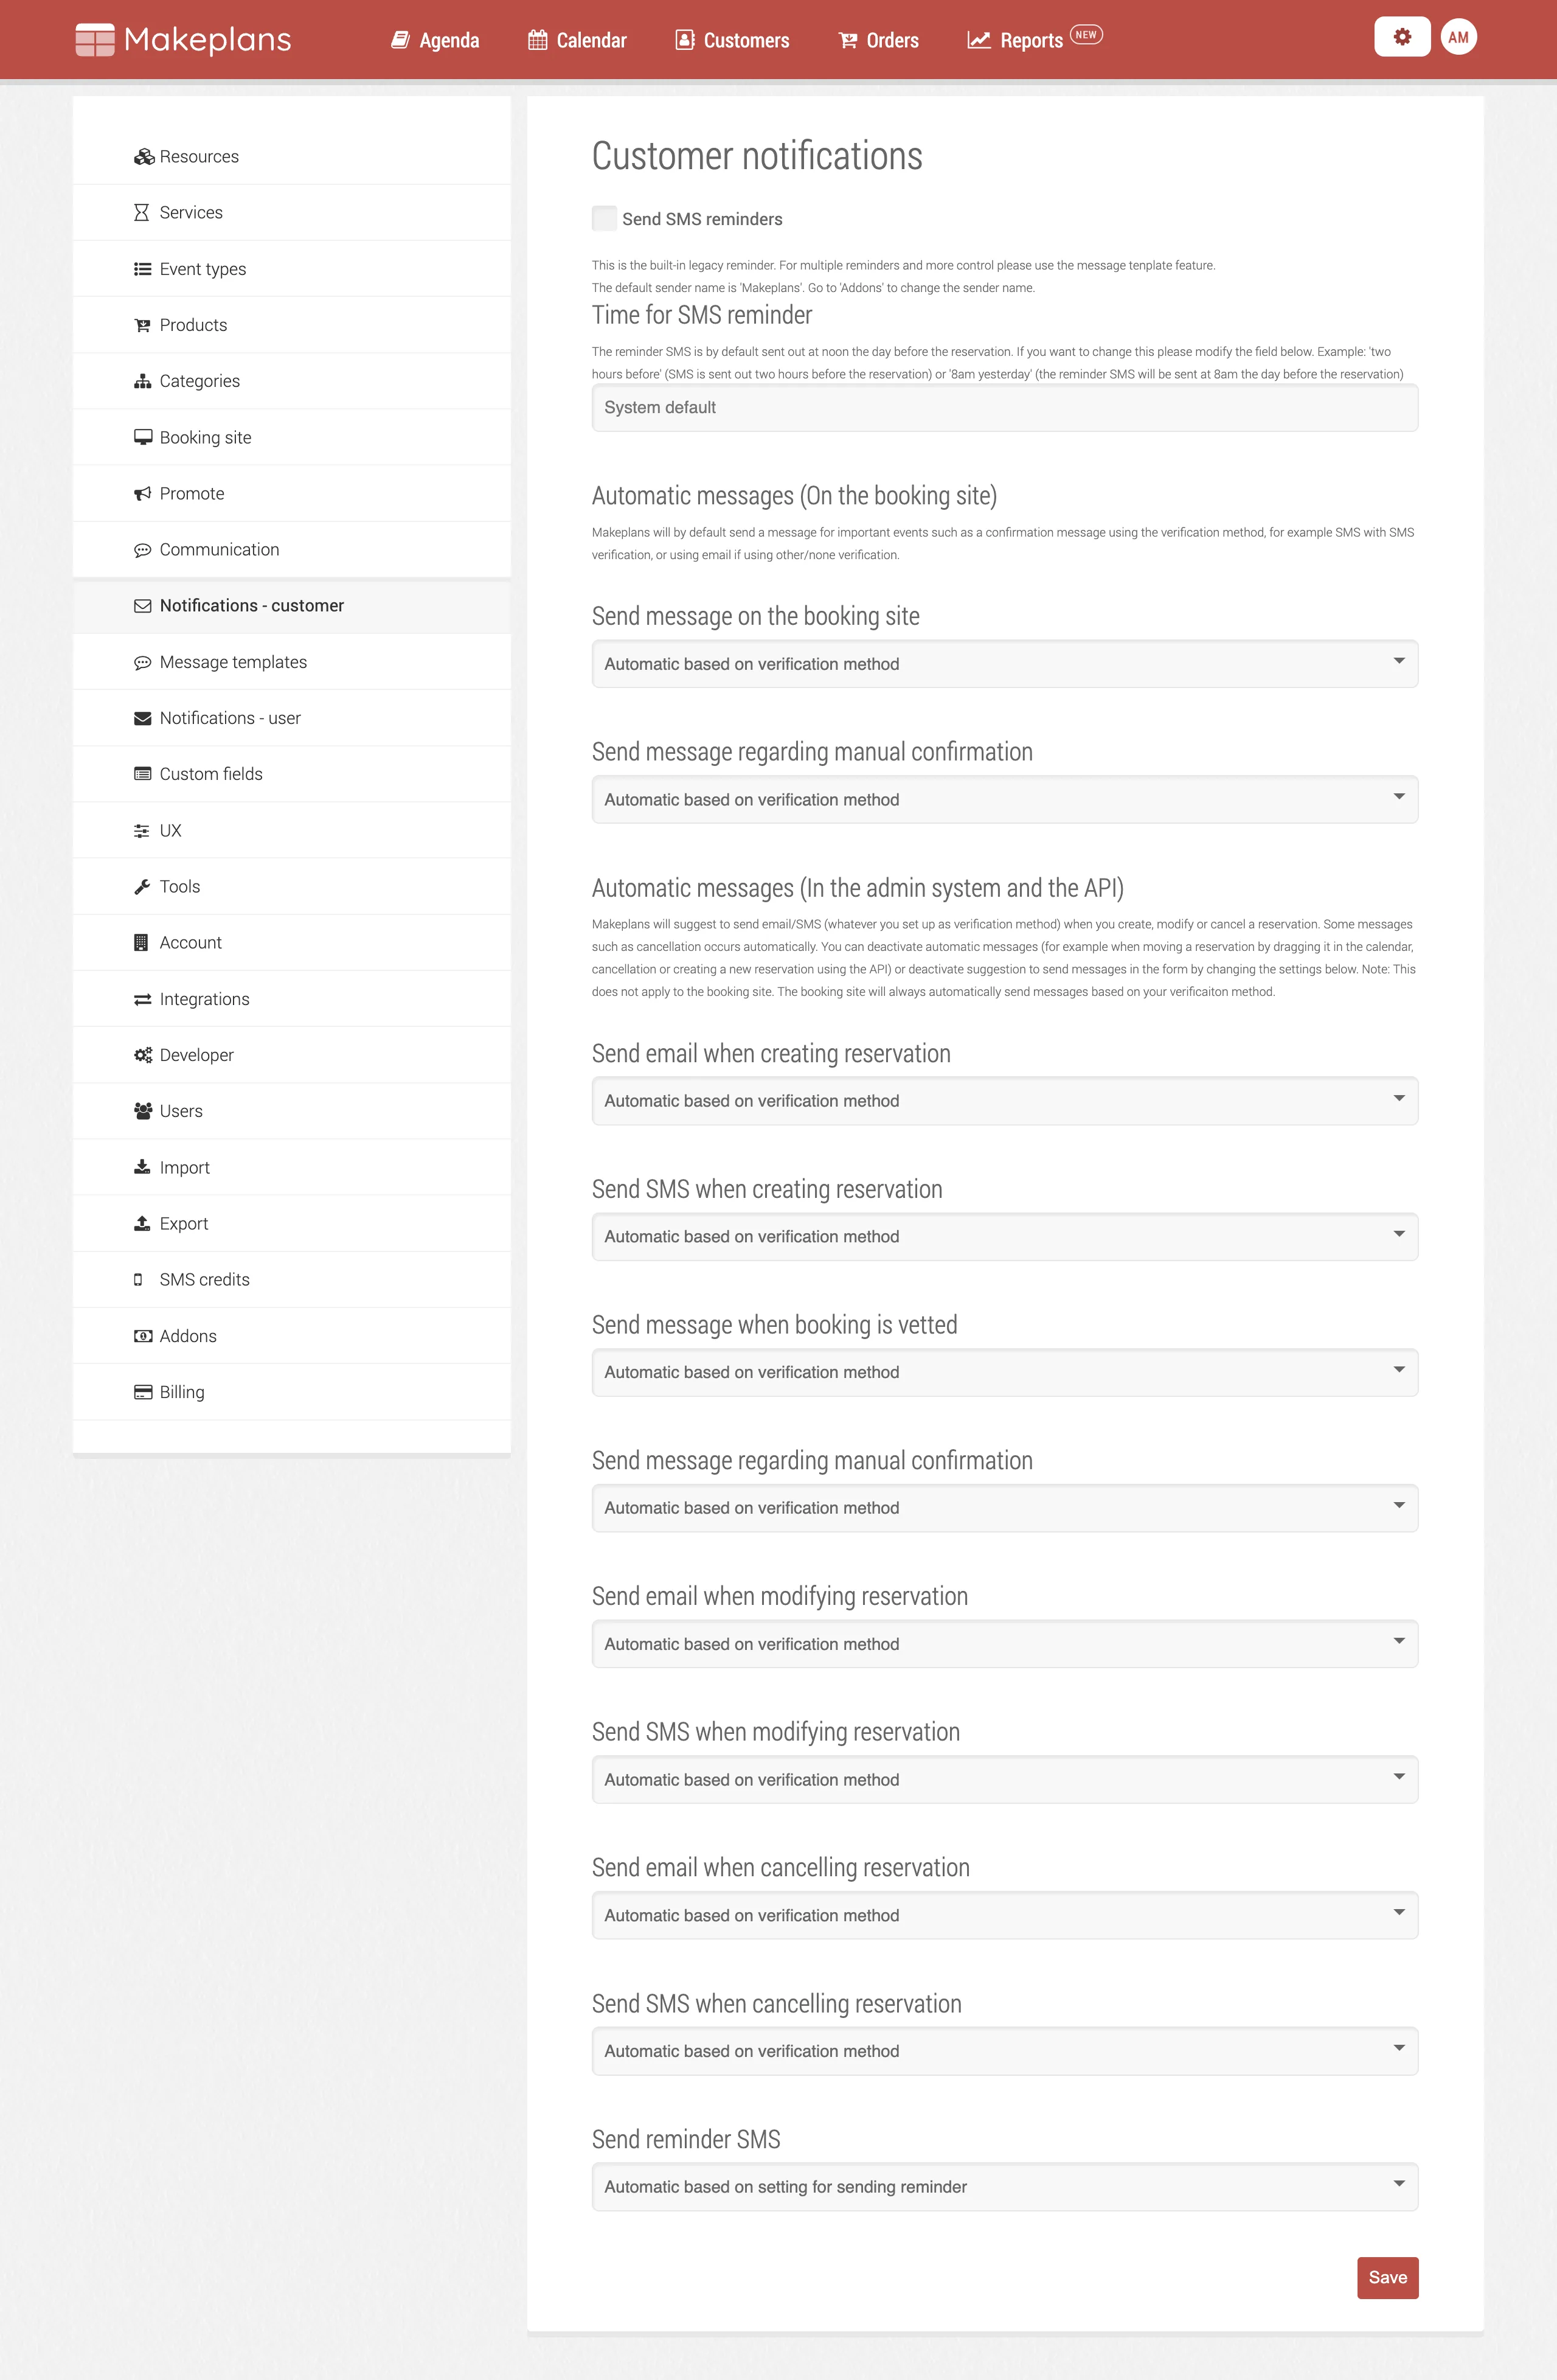 Makeplans
Agenda
Calendar
Customers
Orders
Reports NEW
AM
Resources
Services
Event types
Products
Categories
Booking site
Promote
Communication
Notifications - customer
Message templates
Notifications - user
Custom fields
UX
Tools
Account
Integrations
Developer
Users
Import
Export
SMS credits
Addons
Billing
Customer notifications
Send SMS reminders
This is the built-in legacy reminder. For multiple reminders and more control please use the message tenplate feature.
The default sender name is 'Makeplans'. Go to 'Addons' to change the sender name.
Time for SMS reminder
The reminder SMS is by default sent out at noon the day before the reservation. If you want to change this please modify the field below. Example: 'two
hours before' (SMS is sent out two hours before the reservation) or '8am yesterday' (the reminder SMS will be sent at 8am the day before the reservation)
System default
Automatic messages (On the booking site)
Makeplans will by default send a message for important events such as a confirmation message using the verification method, for example SMS with SMS
verification, or using email if using other/none verification.
Send message on the booking site
Automatic based on verification method
Send message regarding manual confirmation
Automatic based on verification method
Automatic messages (In the admin system and the API)
Makeplans will suggest to send email/SMS (whatever you set up as verification method) when you create, modify or cancel a reservation. Some messages
such as cancellation occurs automatically. You can deactivate automatic messages (for example when moving a reservation by dragging it in the calendar,
cancellation or creating a new reservation using the API) or deactivate suggestion to send messages in the form by changing the settings below. Note: This
does not apply to the booking site. The booking site will always automatically send messages based on your verificaiton method.
Send email when creating reservation
Automatic based on verification method
Send SMS when creating reservation
Automatic based on verification method
Send message when booking is vetted
Automatic based on verification method
Send message regarding manual confirmation
Automatic based on verification method
Send email when modifying reservation
Automatic based on verification method
Send SMS when modifying reservation
Automatic based on verification method
Send email when cancelling reservation
Automatic based on verification method
Send SMS when cancelling reservation
Automatic based on verification method
Send reminder SMS
Automatic based on setting for sending reminder
Save